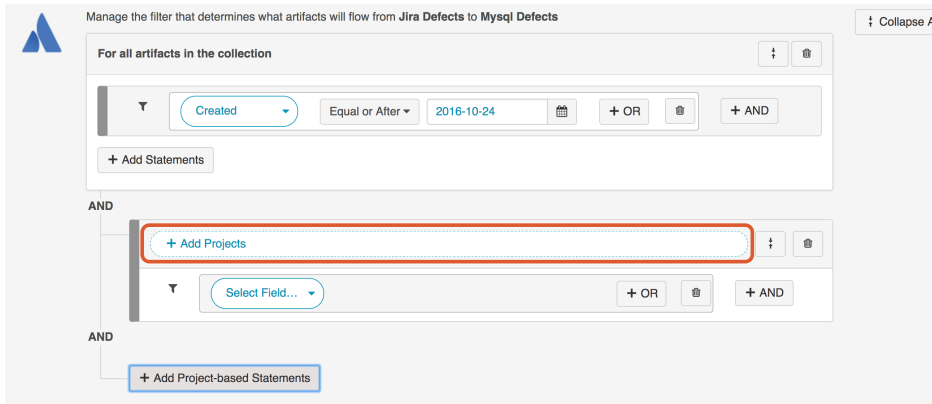 Manage the filter that determines what artifacts will flow from Jira Defects to Mysql Defects
Collapse A
For all artifacts in the collection
Created Equal or After 2016-10-24 + OR + AND
+ Add Statements
AND
+ Add Projects
Select Field... + OR + AND
AND
+ Add Project-based Statements